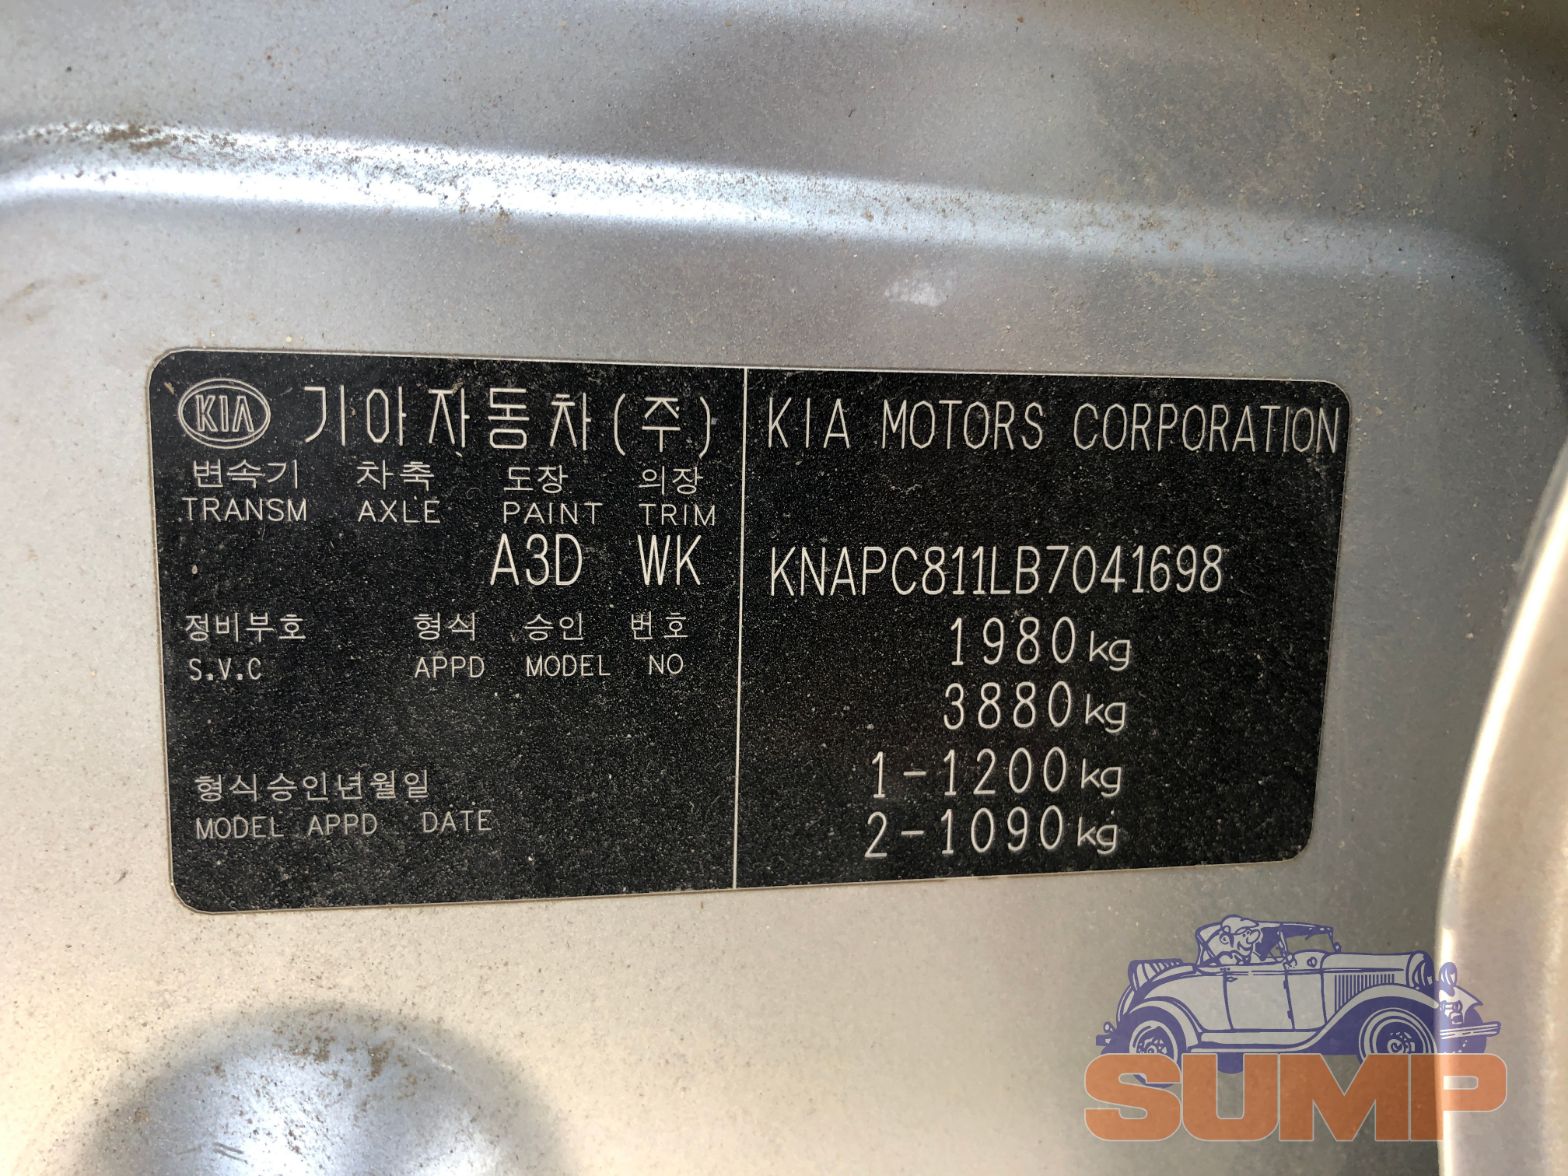 KIA 기아자동차(주)
변속기 차축 도장 의장
TRANSM AXLE PAINT TRIM
A3D WK
정비부호 형식 승인 번호
S.V.C APPD MODEL NO
형식승인년월일
MODEL APPD DATE
KIA MOTORS CORPORATION
KNAPC811LB7041698
1980kg
3880kg
1-1200kg
2-1090kg
SUMP